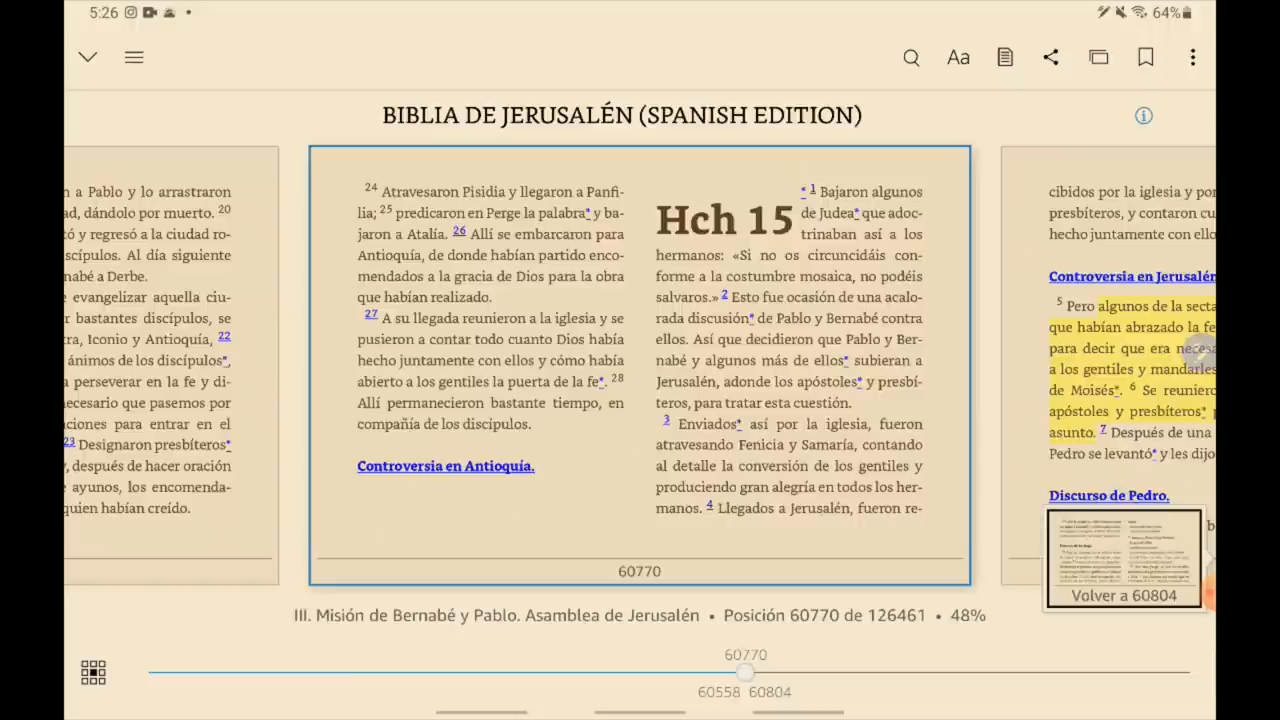 5:26
64%
Aa
BIBLIA DE JERUSALÉN (SPANISH EDITION)
n a Pablo y lo arrastraron
ad, dándolo por muerto. 20
tó y regresó a la ciudad ro-
scípulos. Al día siguiente
nabé a Derbe.
e evangelizar aquella ciu-
r bastantes discípulos, se
tra, Iconio y Antioquía, 22
ánimos de los discípulos*,
a perseverar en la fe y di-
ecesario que pasemos por
aciones para entrar en el
23 Designaron presbíteros*
y, después de hacer oración
e ayunos, los encomenda-
quien habían creído.
24 Atravesaron Pisidia y llegaron a Panfi-
lia; 25 predicaron en Perge la palabra* y ba-
jaron a Atalía. 26 Allí se embarcaron para
Antioquía, de donde habían partido enco-
mendados a la gracia de Dios para la obra
que habían realizado.
27 A su llegada reunieron a la iglesia y se
pusieron a contar todo cuanto Dios había
hecho juntamente con ellos y cómo había
abierto a los gentiles la puerta de la fe*. 28
Allí permanecieron bastante tiempo, en
compañía de los discípulos.
Controversia en Antioquía.
Hch 15
* 1 Bajaron algunos
de Judea* que adoc-
trinaban así a los
hermanos: «Si no os circuncidáis con-
forme a la costumbre mosaica, no podéis
salvaros.» 2 Esto fue ocasión de una acalo-
rada discusión* de Pablo y Bernabé contra
ellos. Así que decidieron que Pablo y Ber-
nabé y algunos más de ellos* subieran a
Jerusalén, adonde los apóstoles* y presbí-
teros, para tratar esta cuestión.
3 Enviados* así por la iglesia, fueron
atravesando Fenicia y Samaría, contando
al detalle la conversión de los gentiles y
produciendo gran alegría en todos los her-
manos. 4 Llegados a Jerusalén, fueron re-
cibidos por la iglesia y por
presbíteros, y contaron cu
hecho juntamente con ello
Controversia en Jerusalén
5 Pero algunos de la secta
que habían abrazado la fe
para decir que era necesa
a los gentiles y mandarles
de Moisés*. 6 Se reuniero
apóstoles y presbíteros* p
asunto. 7 Después de una
Pedro se levantó* y les dijo
Discurso de Pedro.
Volver a 60804
60770
III. Misión de Bernabé y Pablo. Asamblea de Jerusalén • Posición 60770 de 126461 • 48%
60770
60558 60804